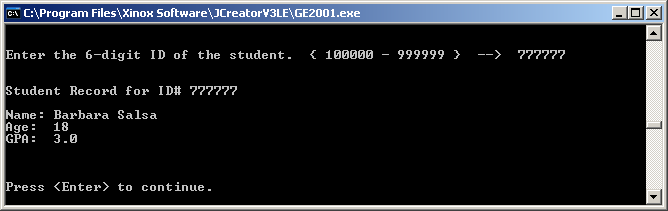 C:\Program Files\Xinox Software\JCreatorV3LE\GE2001.exe
Enter the 6-digit ID of the student.  { 100000 - 999999 }  -->  777777
Student Record for ID# 777777
Name: Barbara Salsa
Age:  18
GPA:  3.0
Press <Enter> to continue.